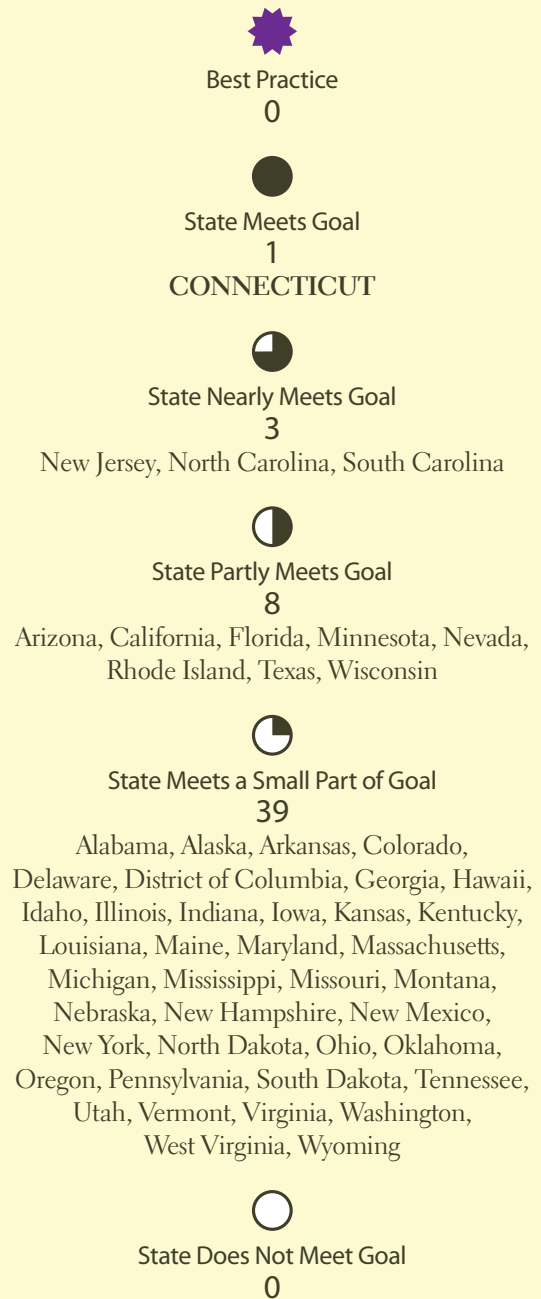 Best Practice
0
State Meets Goal
1
CONNECTICUT
State Nearly Meets Goal
3
New Jersey, North Carolina, South Carolina
State Partly Meets Goal
8
Arizona, California, Florida, Minnesota, Nevada,
Rhode Island, Texas, Wisconsin
State Meets a Small Part of Goal
39
Alabama, Alaska, Arkansas, Colorado,
Delaware, District of Columbia, Georgia, Hawaii,
Idaho, Illinois, Indiana, Iowa, Kansas, Kentucky,
Louisiana, Maine, Maryland, Massachusetts,
Michigan, Mississippi, Missouri, Montana,
Nebraska, New Hampshire, New Mexico,
New York, North Dakota, Ohio, Oklahoma,
Oregon, Pennsylvania, South Dakota, Tennessee,
Utah, Vermont, Virginia, Washington,
West Virginia, Wyoming
State Does Not Meet Goal
0